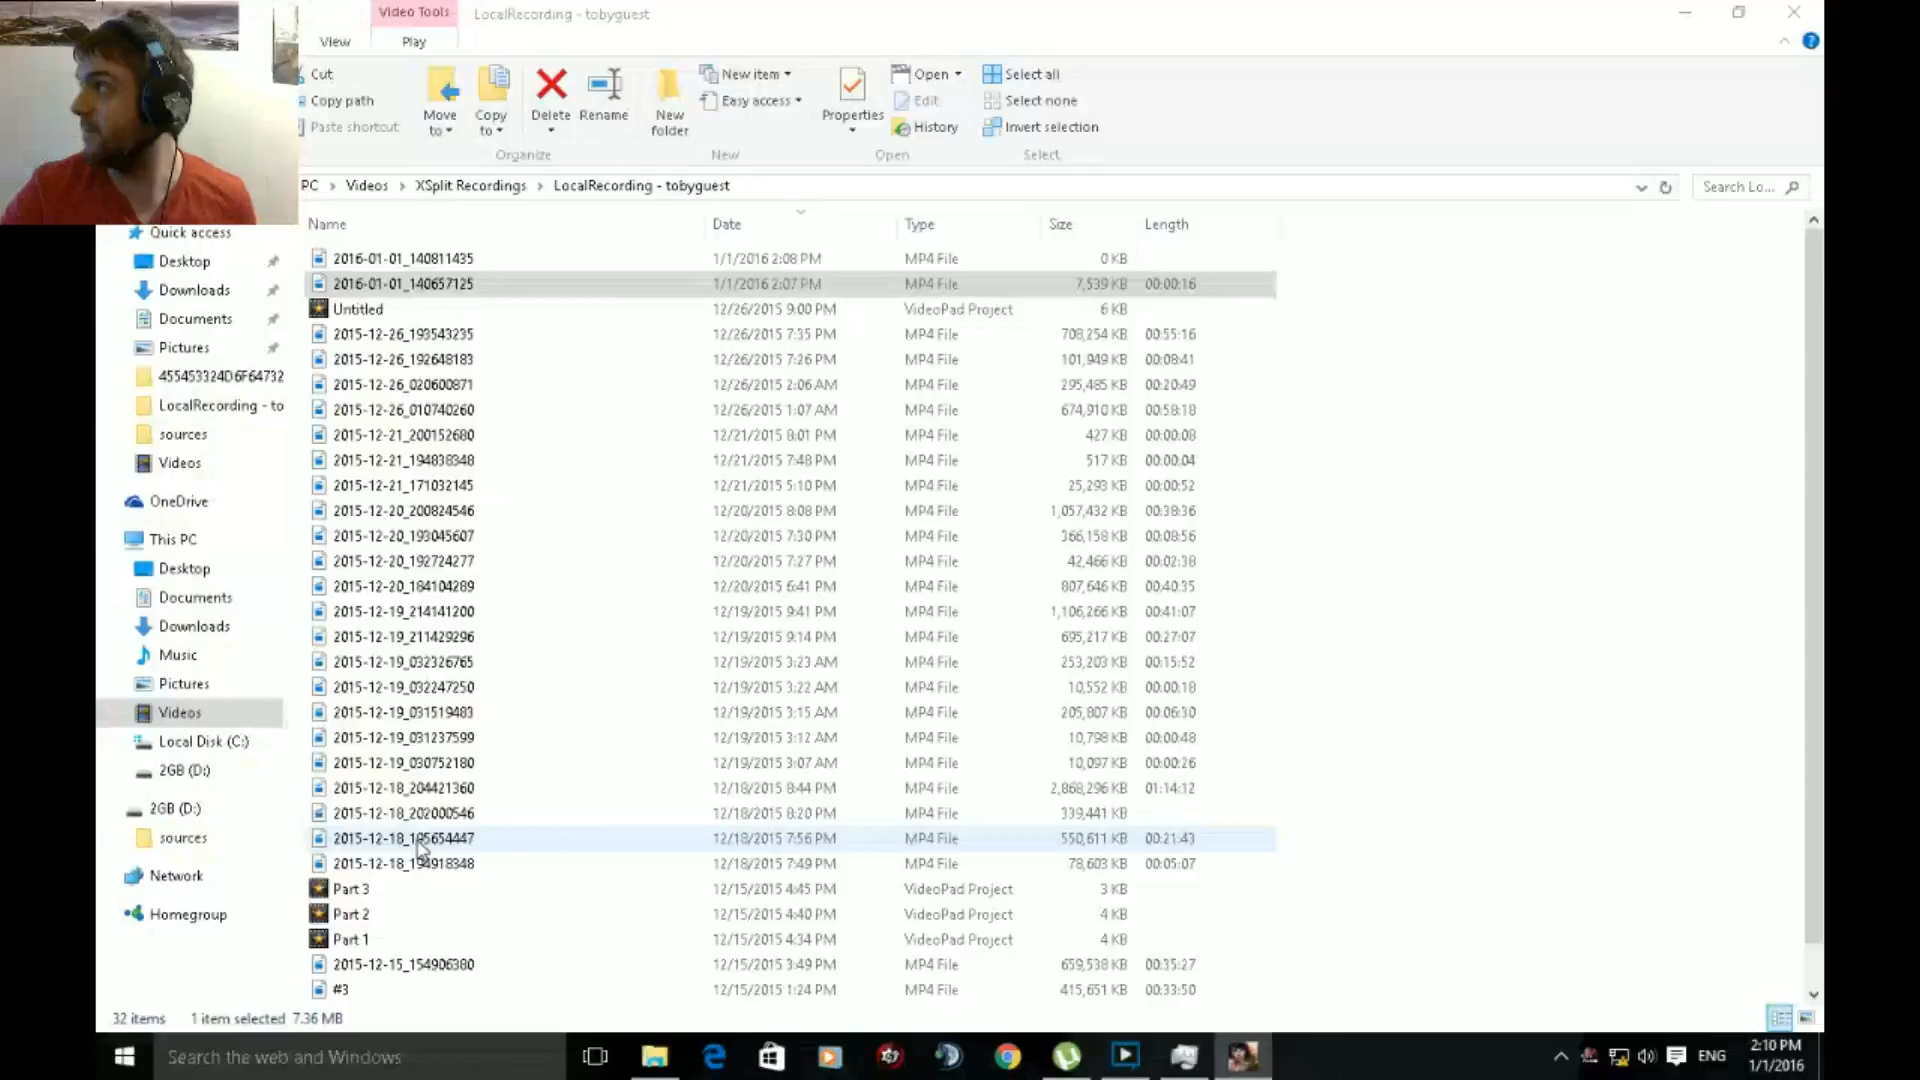 Video Tools LocalRecording - tobyguest
View Play
Cut
Copy path
Paste shortcut
Move to
Copy to
Delete
Rename
New folder
New item
Easy access
Properties
Open
Edit
History
Select all
Select none
Invert selection
Organize New Open Select
PC Videos XSplit Recordings LocalRecording - tobyguest Search Lo...
Name Date Type Size Length
Quick access
Desktop
Downloads
Documents
Pictures
455453324D6F64732
LocalRecording - to
sources
Videos
OneDrive
This PC
Desktop
Documents
Downloads
Music
Pictures
Videos
Local Disk (C:)
2GB (D:)
2GB (D:)
sources
Network
Homegroup
2016-01-01_140811435 1/1/2016 2:08 PM MP4 File 0 KB
2016-01-01_140657125 1/1/2016 2:07 PM MP4 File 7,539 KB 00:00:16
Untitled 12/26/2015 9:00 PM VideoPad Project 6 KB
2015-12-26_193543235 12/26/2015 7:35 PM MP4 File 708,254 KB 00:55:16
2015-12-26_192648183 12/26/2015 7:26 PM MP4 File 101,949 KB 00:08:41
2015-12-26_020600871 12/26/2015 2:06 AM MP4 File 295,485 KB 00:20:49
2015-12-26_010740260 12/26/2015 1:07 AM MP4 File 674,910 KB 00:58:18
2015-12-21_200152680 12/21/2015 8:01 PM MP4 File 427 KB 00:00:08
2015-12-21_194838348 12/21/2015 7:48 PM MP4 File 517 KB 00:00:04
2015-12-21_171032145 12/21/2015 5:10 PM MP4 File 25,293 KB 00:00:52
2015-12-20_200824546 12/20/2015 8:08 PM MP4 File 1,057,432 KB 00:38:36
2015-12-20_193045607 12/20/2015 7:30 PM MP4 File 366,158 KB 00:08:56
2015-12-20_192724277 12/20/2015 7:27 PM MP4 File 42,466 KB 00:02:38
2015-12-20_184104289 12/20/2015 6:41 PM MP4 File 807,646 KB 00:40:35
2015-12-19_214141200 12/19/2015 9:41 PM MP4 File 1,106,266 KB 00:41:07
2015-12-19_211429296 12/19/2015 9:14 PM MP4 File 695,217 KB 00:27:07
2015-12-19_032326765 12/19/2015 3:23 AM MP4 File 253,203 KB 00:15:52
2015-12-19_032247250 12/19/2015 3:22 AM MP4 File 10,552 KB 00:00:18
2015-12-19_031519483 12/19/2015 3:15 AM MP4 File 205,807 KB 00:06:30
2015-12-19_031237599 12/19/2015 3:12 AM MP4 File 10,798 KB 00:00:48
2015-12-19_030752180 12/19/2015 3:07 AM MP4 File 10,097 KB 00:00:26
2015-12-18_204421360 12/18/2015 8:44 PM MP4 File 2,868,296 KB 01:14:12
2015-12-18_202000546 12/18/2015 8:20 PM MP4 File 339,441 KB
2015-12-18_195654447 12/18/2015 7:56 PM MP4 File 550,611 KB 00:21:43
2015-12-18_194918348 12/18/2015 7:49 PM MP4 File 78,603 KB 00:05:07
Part 3 12/15/2015 4:45 PM VideoPad Project 3 KB
Part 2 12/15/2015 4:40 PM VideoPad Project 4 KB
Part 1 12/15/2015 4:34 PM VideoPad Project 4 KB
2015-12-15_154906380 12/15/2015 3:49 PM MP4 File 659,538 KB 00:35:27
#3 12/15/2015 1:24 PM MP4 File 415,651 KB 00:33:50
32 items 1 item selected 7.36 MB
Search the web and Windows
ENG
2:10 PM
1/1/2016